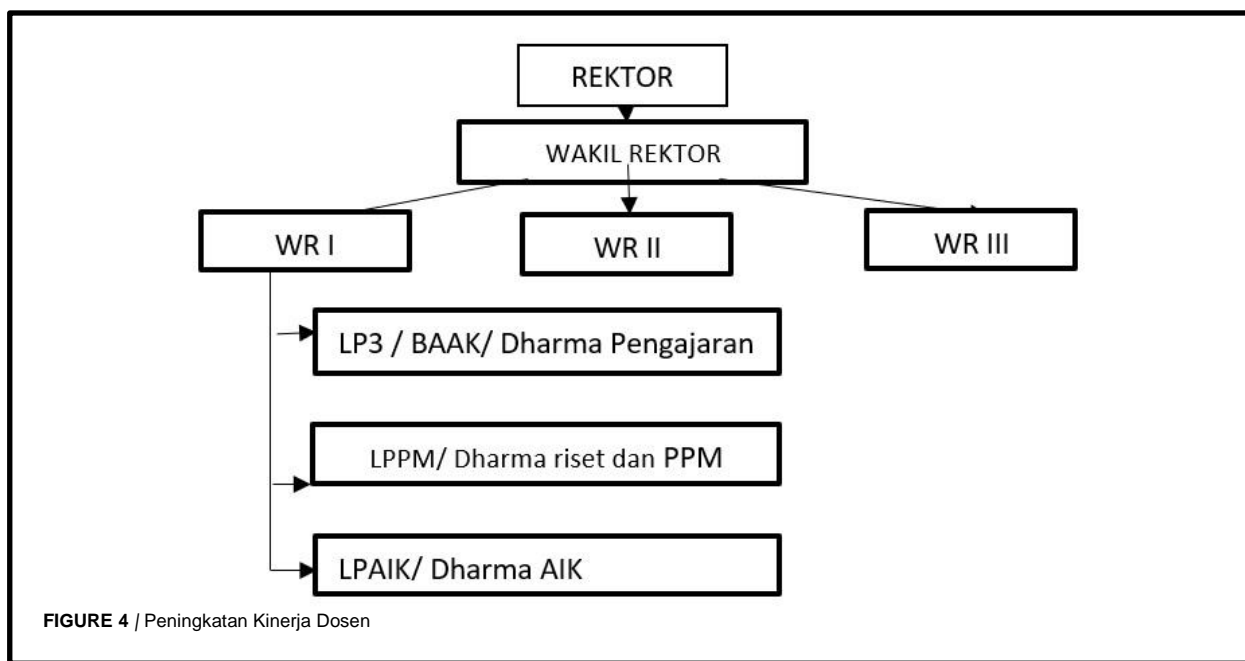 REKTOR
WAKIL REKTOR
WR I
WR II
WR III
LP3 / BAAK/ Dharma Pengajaran
LPPM/ Dharma riset dan PPM
LPAIK/ Dharma AIK
FIGURE 4 / Peningkatan Kinerja Dosen